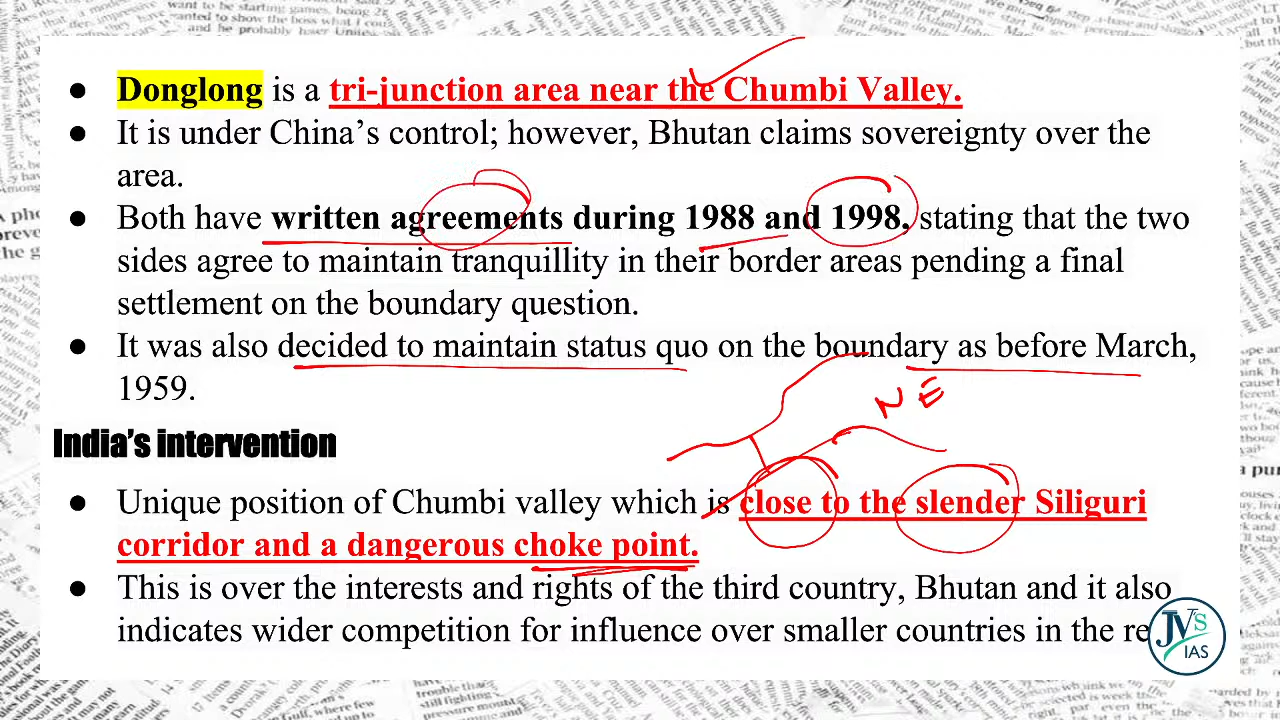 ● Donglong is a tri-junction area near the Chumbi Valley.
● It is under China's control; however, Bhutan claims sovereignty over the
area.
● Both have written agreements during 1988 and 1998, stating that the two
sides agree to maintain tranquillity in their border areas pending a final
settlement on the boundary question.
● It was also decided to maintain status quo on the boundary as before March,
1959.
NE
India's intervention
● Unique position of Chumbi valley which is close to the slender Siliguri
corridor and a dangerous choke point.
● This is over the interests and rights of the third country, Bhutan and it also
indicates wider competition for influence over smaller countries in the re
JV'S
IAS